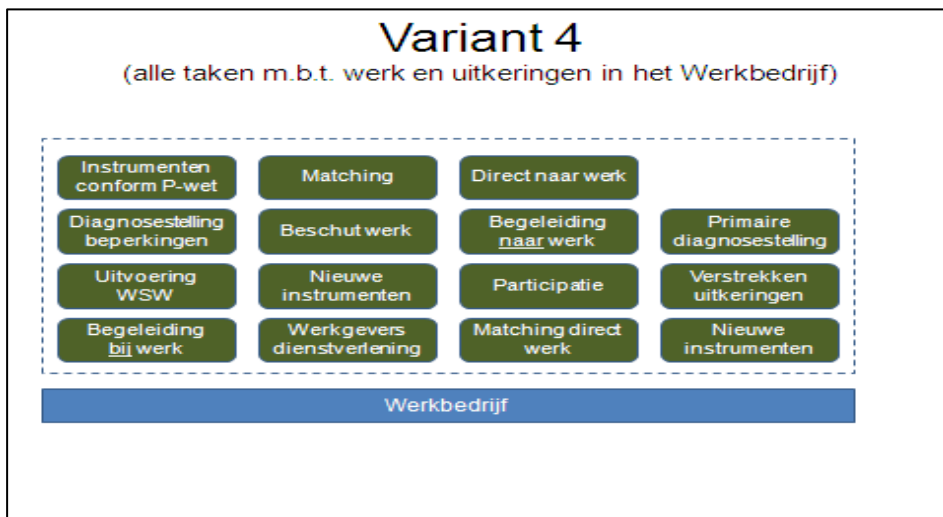 Variant 4
(alle taken m.b.t. werk en uitkeringen in het Werkbedrijf)
Instrumenten
conform P-wet
Matching
Direct naar werk
Diagnosestelling
beperkingen
Beschut werk
Begeleiding
naar werk
Primaire
diagnosestelling
Uitvoering
WSW
Nieuwe
instrumenten
Participatie
Verstrekken
uitkeringen
Begeleiding
bij werk
Werkgevers
dienstverlening
Matching direct
werk
Nieuwe
instrumenten
Werkbedrijf